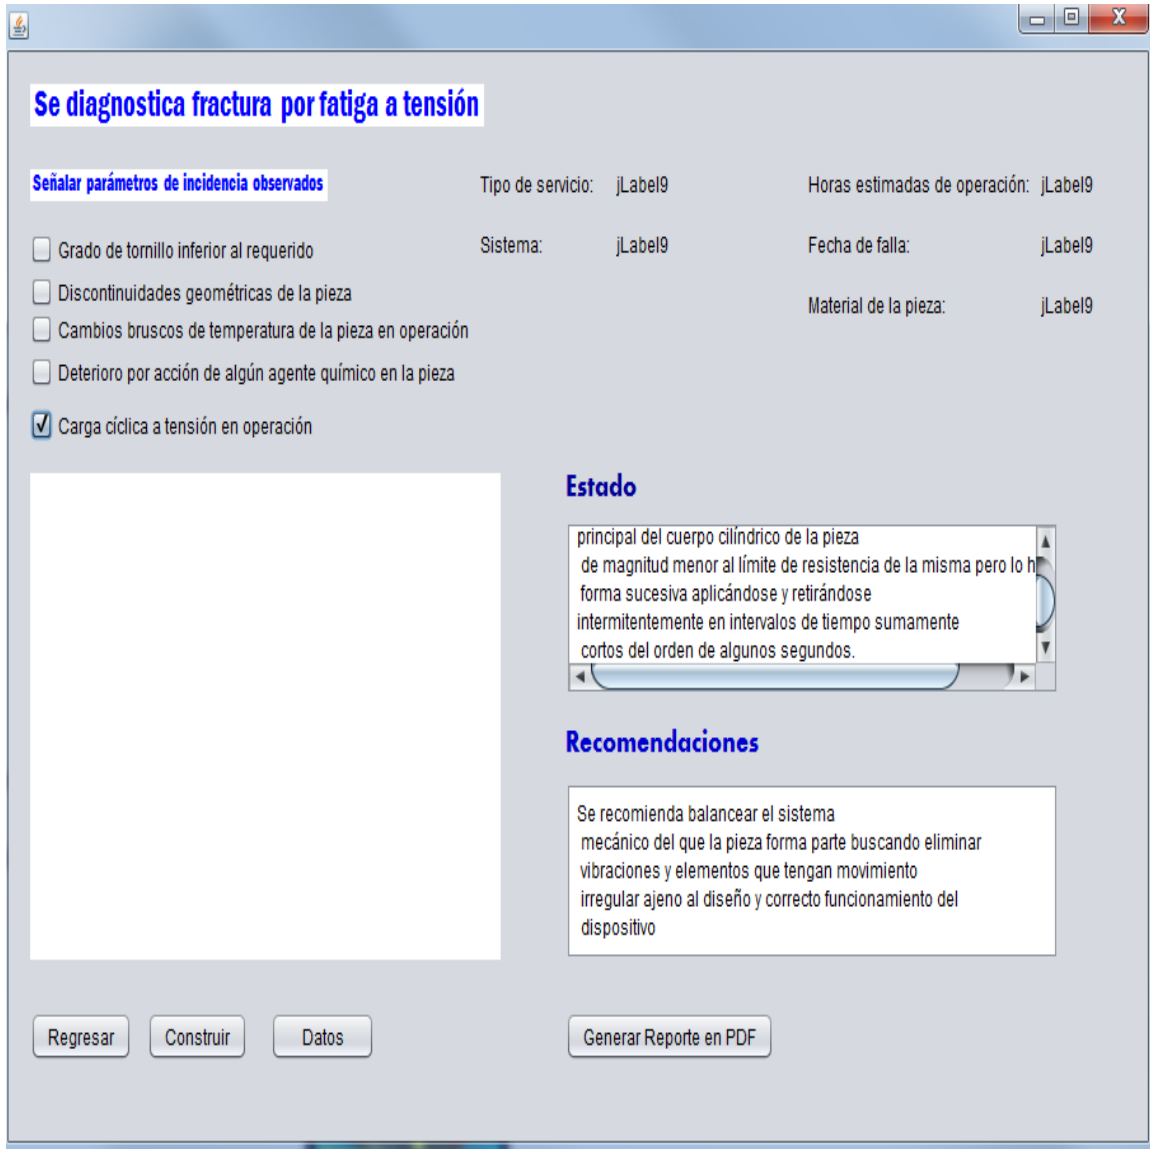 Se diagnostica fractura por fatiga a tensión
Señalar parámetros de incidencia observados
Tipo de servicio: jLabel9
Horas estimadas de operación: jLabel9
Grado de tornillo inferior al requerido
Sistema: jLabel9
Fecha de falla: jLabel9
Discontinuidades geométricas de la pieza
Material de la pieza: jLabel9
Cambios bruscos de temperatura de la pieza en operación
Deterioro por acción de algún agente químico en la pieza
Carga cíclica a tensión en operación
Estado
principal del cuerpo cilíndrico de la pieza
de magnitud menor al límite de resistencia de la misma pero lo h
forma sucesiva aplicándose y retirándose
intermitentemente en intervalos de tiempo sumamente
cortos del orden de algunos segundos.
Recomendaciones
Se recomienda balancear el sistema
mecánico del que la pieza forma parte buscando eliminar
vibraciones y elementos que tengan movimiento
irregular ajeno al diseño y correcto funcionamiento del
dispositivo
Regresar
Construir
Datos
Generar Reporte en PDF